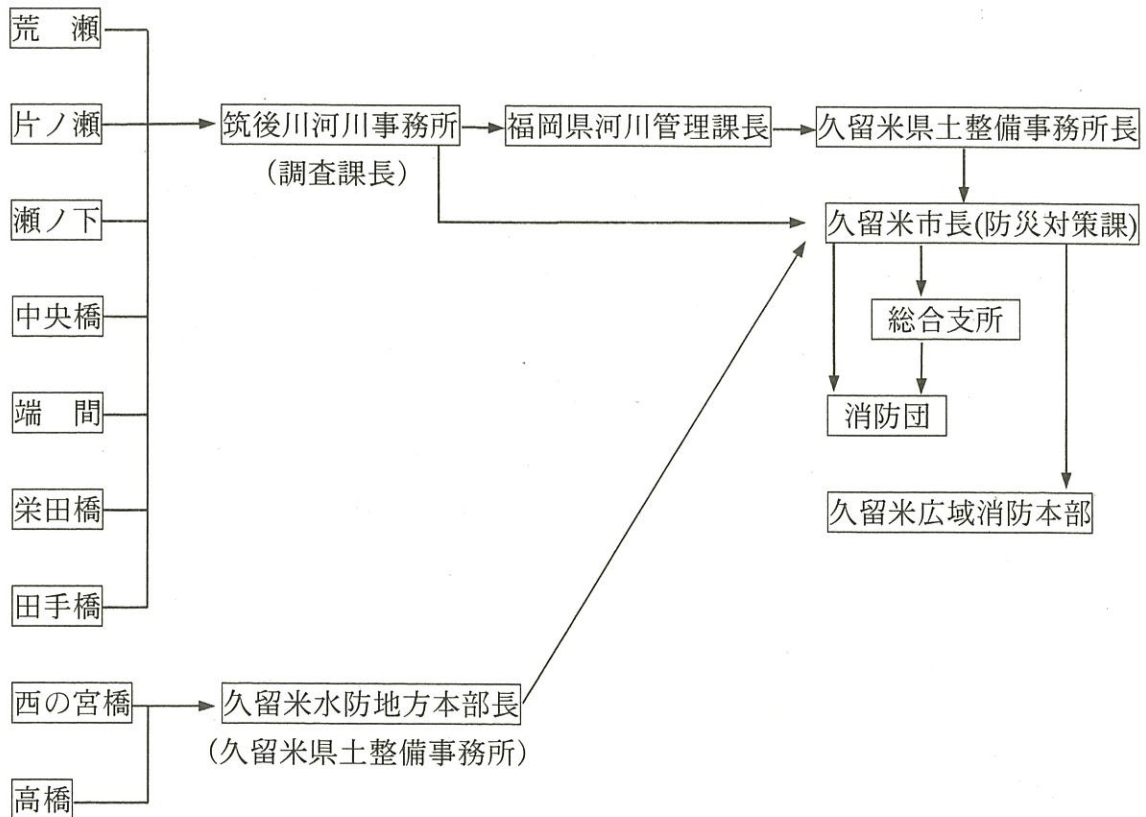 荒　瀬
片ノ瀬
瀬ノ下
中央橋
端　間
栄田橋
田手橋
西の宮橋
高橋
筑後川河川事務所
（調査課長）
福岡県河川管理課長
久留米県土整備事務所長
久留米市長(防災対策課)
総合支所
消防団
久留米広域消防本部
久留米水防地方本部長
（久留米県土整備事務所）